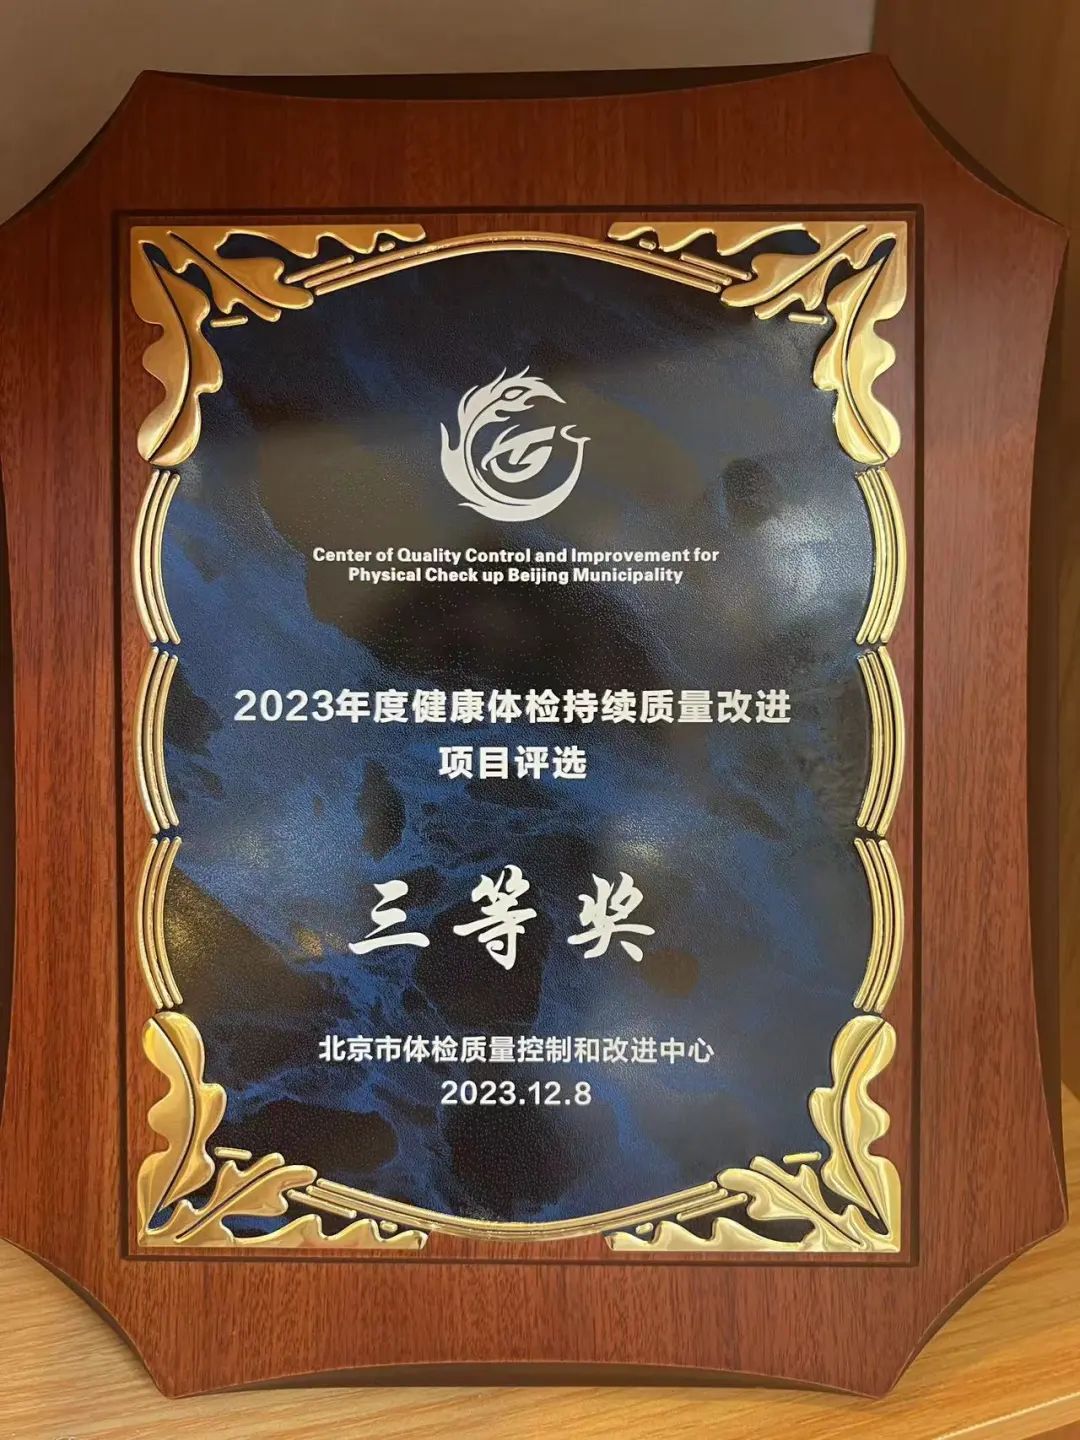 Center of Quality Control and Improvement for
Physical Check up Beijing Municipality
2023年度健康体检持续质量改进
项目评选
三等奖
北京市体检质量控制和改进中心
2023.12.8